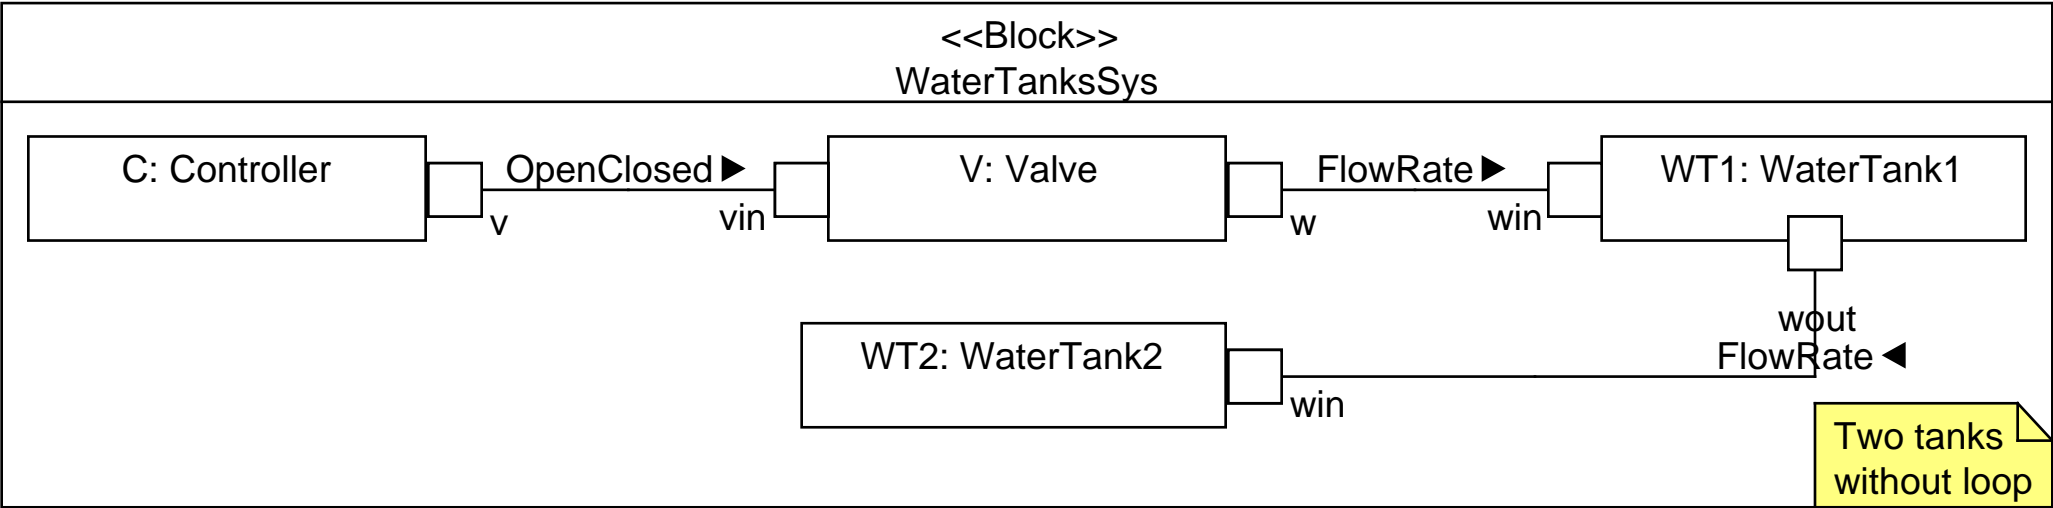 <<Block>>
WaterTanksSys
C: Controller
OpenClosed
V: Valve
FlowRate
WT1: WaterTank1
v
vin
w
win
wout
WT2: WaterTank2
FlowRate
win
Two tanks
without loop